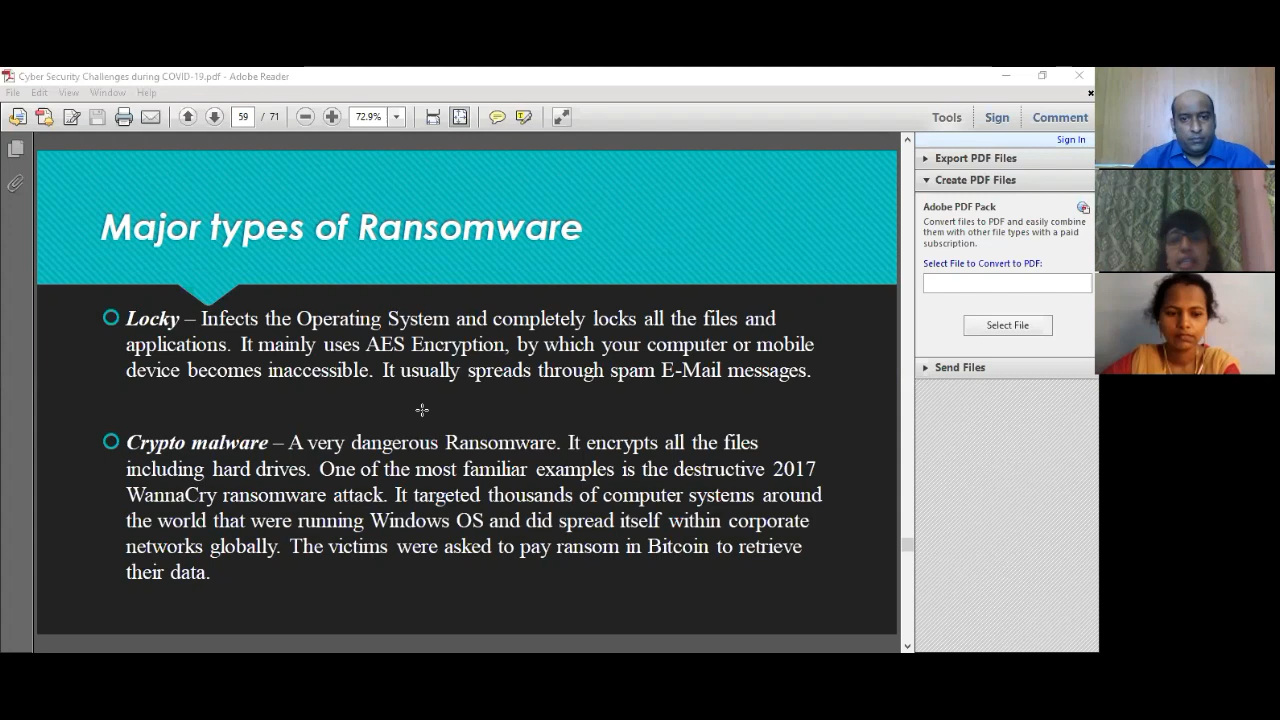 Cyber Security Challenges during COVID-19.pdf - Adobe Reader
File Edit View Window Help
59 / 71 72.9% Tools Sign Comment
Sign In
Export PDF Files
Create PDF Files
Adobe PDF Pack
Convert files to PDF and easily combine
them with other file types with a paid
subscription.
Select File to Convert to PDF:
Select File
Send Files
Major types of Ransomware
Locky – Infects the Operating System and completely locks all the files and
applications. It mainly uses AES Encryption, by which your computer or mobile
device becomes inaccessible. It usually spreads through spam E-Mail messages.
Crypto malware – A very dangerous Ransomware. It encrypts all the files
including hard drives. One of the most familiar examples is the destructive 2017
WannaCry ransomware attack. It targeted thousands of computer systems around
the world that were running Windows OS and did spread itself within corporate
networks globally. The victims were asked to pay ransom in Bitcoin to retrieve
their data.